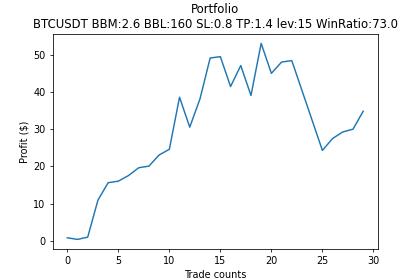 Portfolio
BTCUSDT BBM:2.6 BBL:160 SL:0.8 TP:1.4 lev:15 WinRatio:73.0
50
40
30
20
10
0
Profit ($)
0 5 10 15 20 25 30
Trade counts